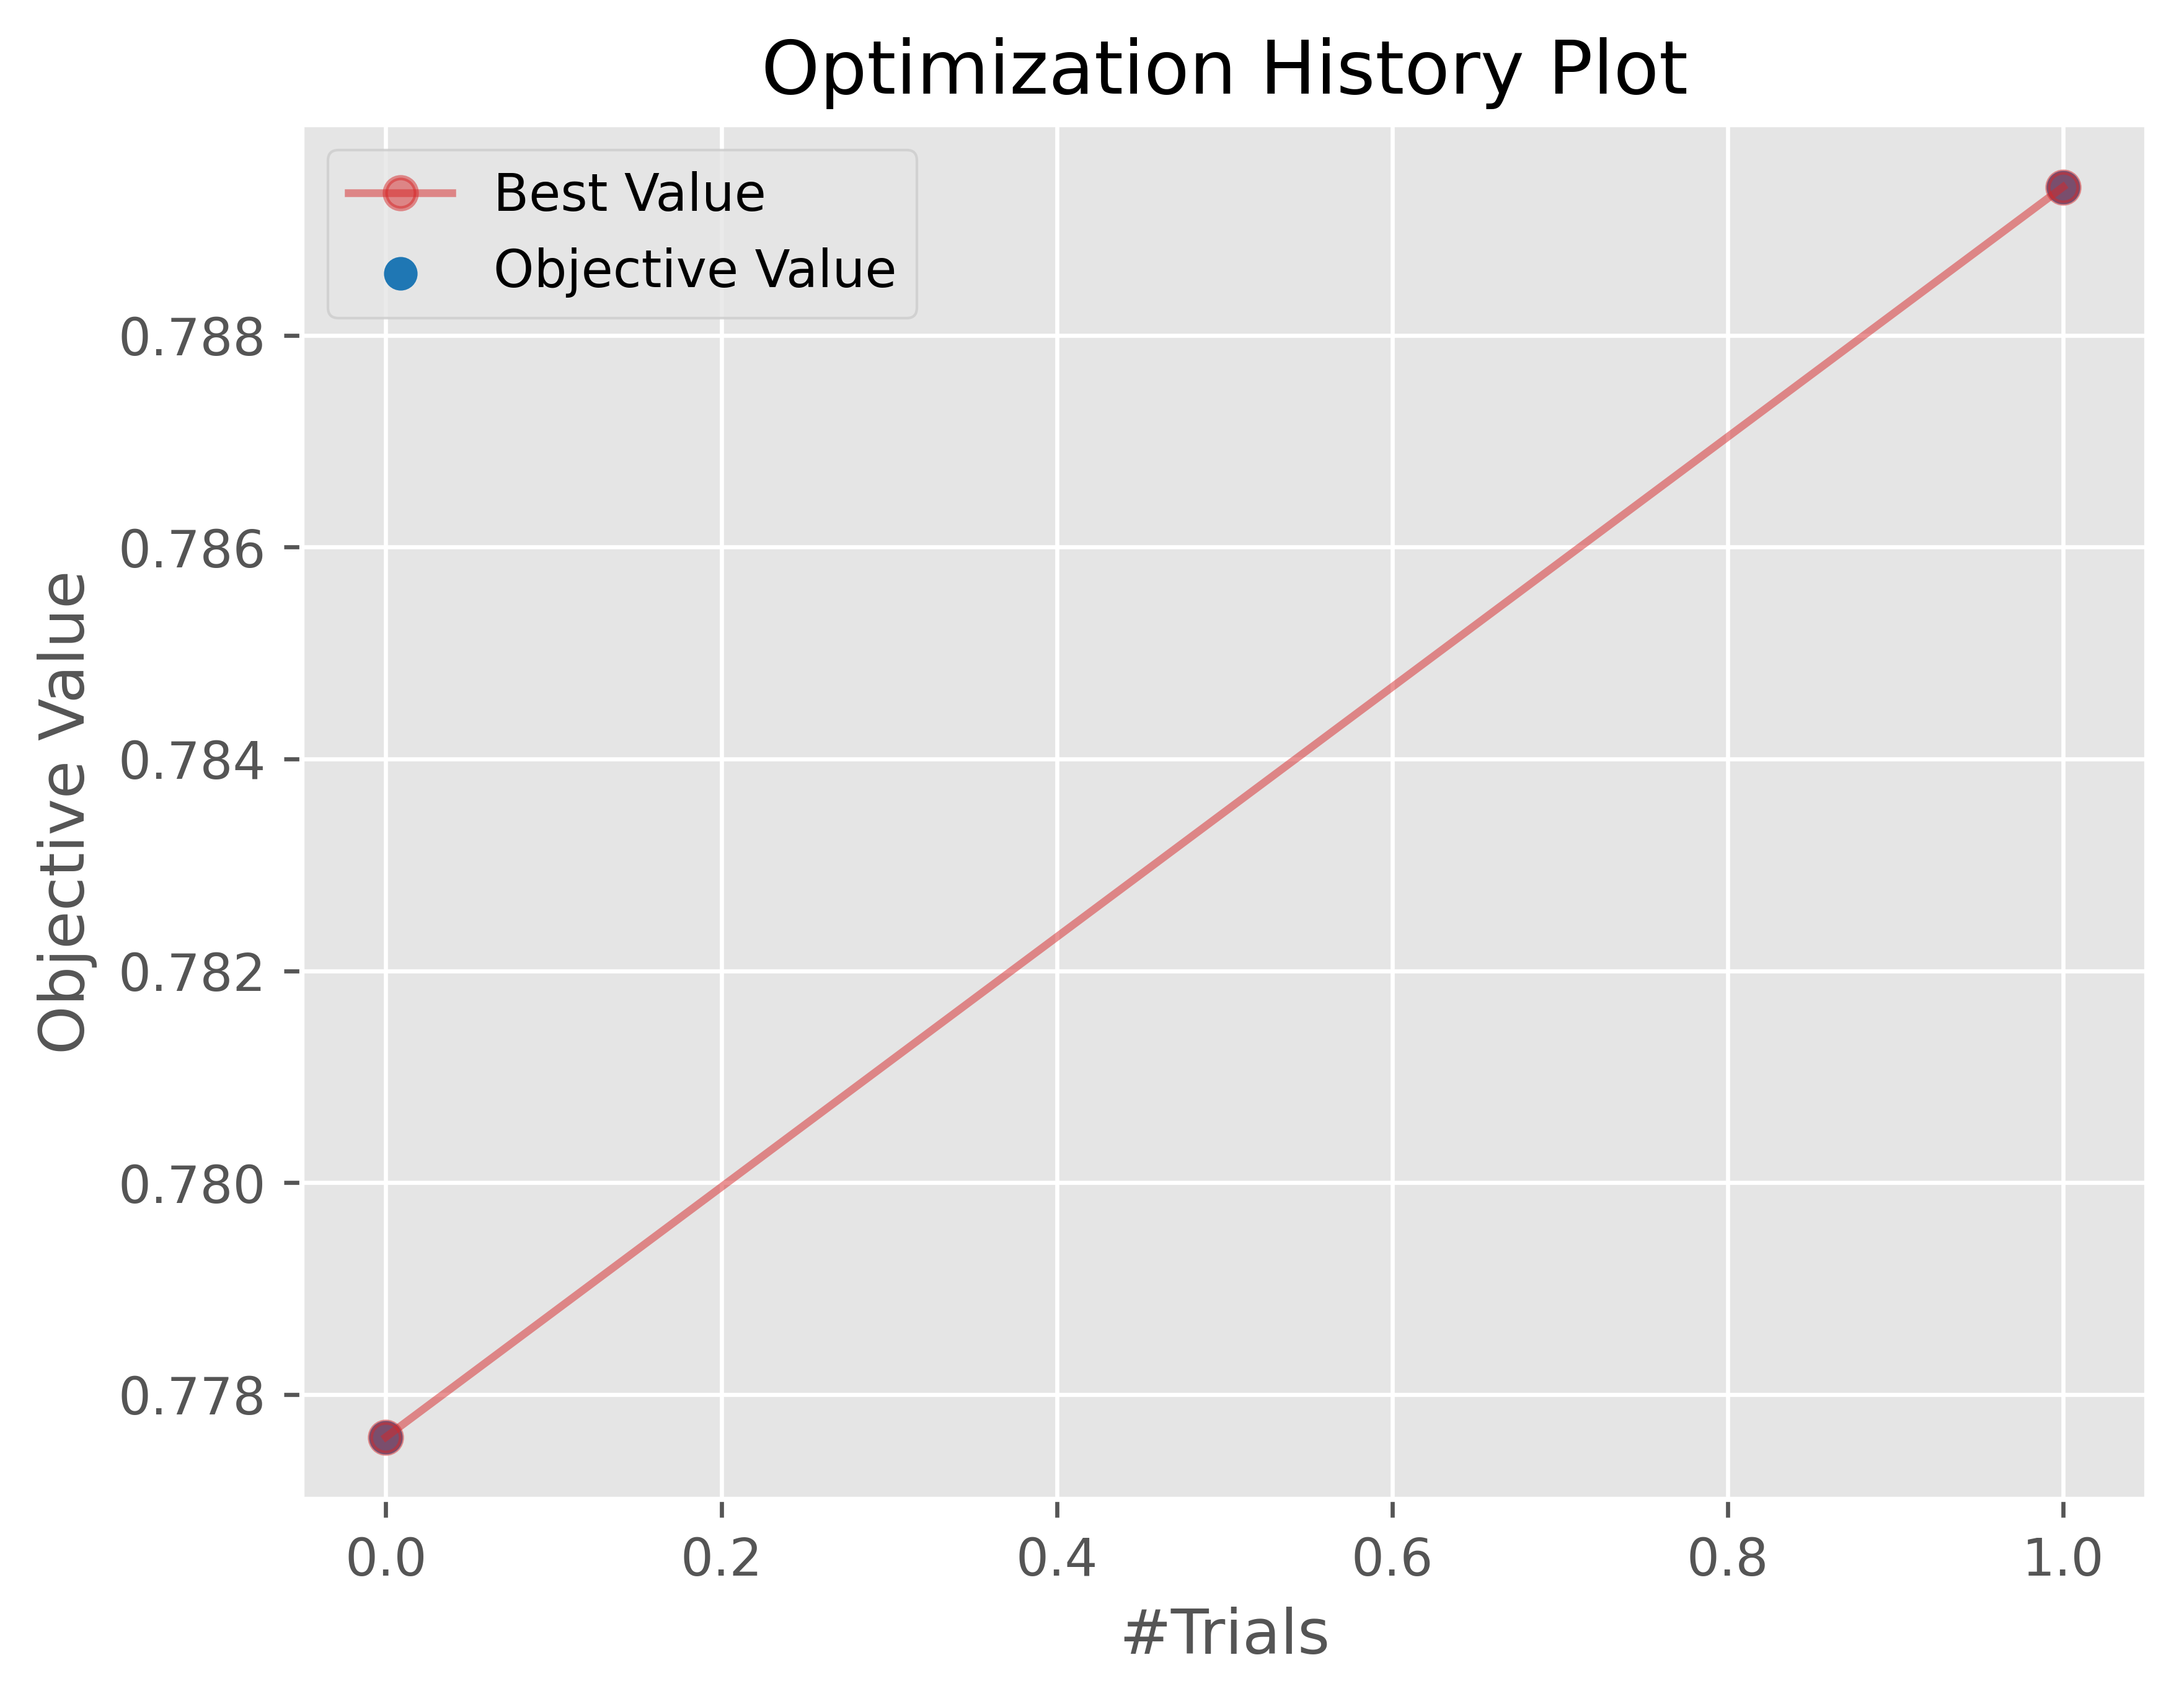 Optimization History Plot
Best Value
Objective Value
0.788
0.786
0.784
0.782
0.780
0.778
Objective Value
0.0 0.2 0.4 0.6 0.8 1.0
#Trials